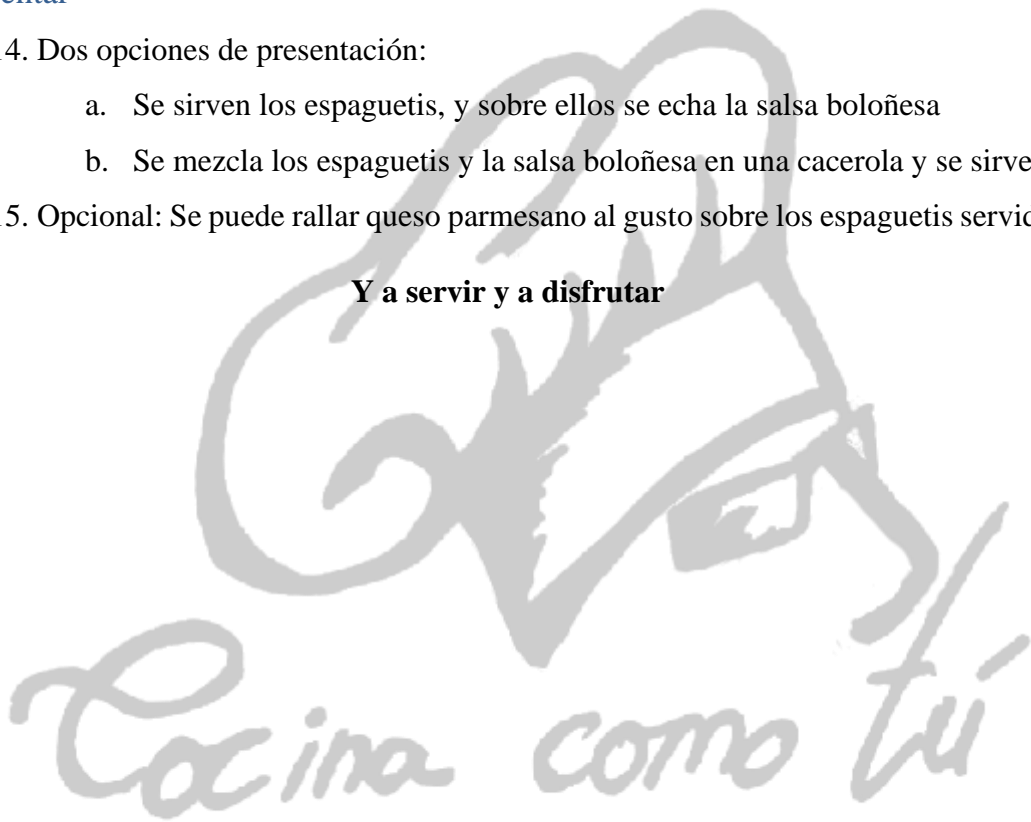 entar
14. Dos opciones de presentación:
a. Se sirven los espaguetis, y sobre ellos se echa la salsa boloñesa
b. Se mezcla los espaguetis y la salsa boloñesa en una cacerola y se sirve
15. Opcional: Se puede rallar queso parmesano al gusto sobre los espaguetis servid
Y a servir y a disfrutar
Cocina como tú